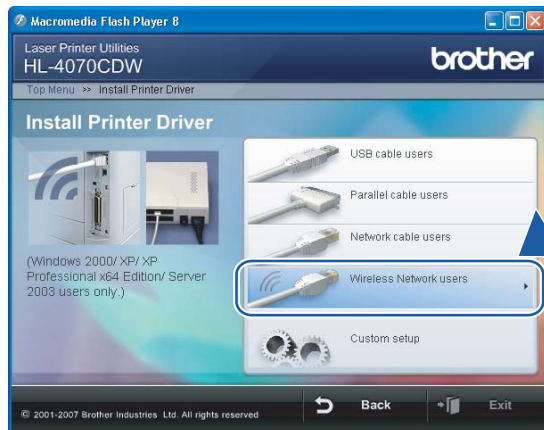 Macromedia Flash Player 8
Laser Printer Utilities
HL-4070CDW
brother
Top Menu >> Install Printer Driver
Install Printer Driver
USB cable users
Parallel cable users
Network cable users
Wireless Network users
Custom setup
(Windows 2000/ XP/ XP
Professional x64 Edition/ Server
2003 users only.)
© 2001-2007 Brother Industries Ltd. All rights reserved
Back
Exit